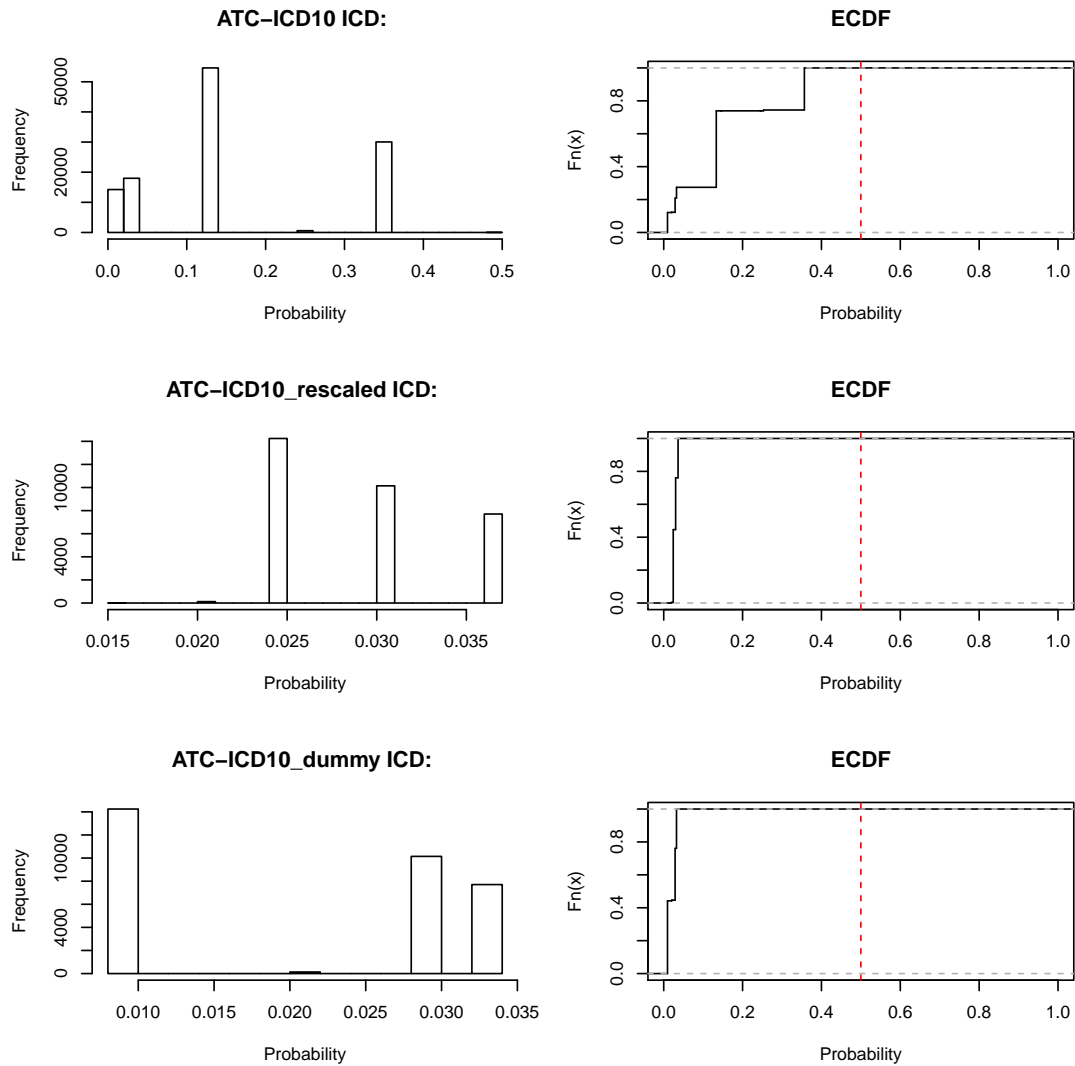 ATC−ICD10 ICD:
Frequency
0 20000 50000
0.0 0.1 0.2 0.3 0.4 0.5
Probability
ECDF
Fn(x)
0.0 0.4 0.8
0.0 0.2 0.4 0.6 0.8 1.0
Probability
ATC−ICD10_rescaled ICD:
Frequency
0 4000 10000
0.015 0.020 0.025 0.030 0.035
Probability
ECDF
Fn(x)
0.0 0.4 0.8
0.0 0.2 0.4 0.6 0.8 1.0
Probability
ATC−ICD10_dummy ICD:
Frequency
0 4000 10000
0.010 0.015 0.020 0.025 0.030 0.035
Probability
ECDF
Fn(x)
0.0 0.4 0.8
0.0 0.2 0.4 0.6 0.8 1.0
Probability